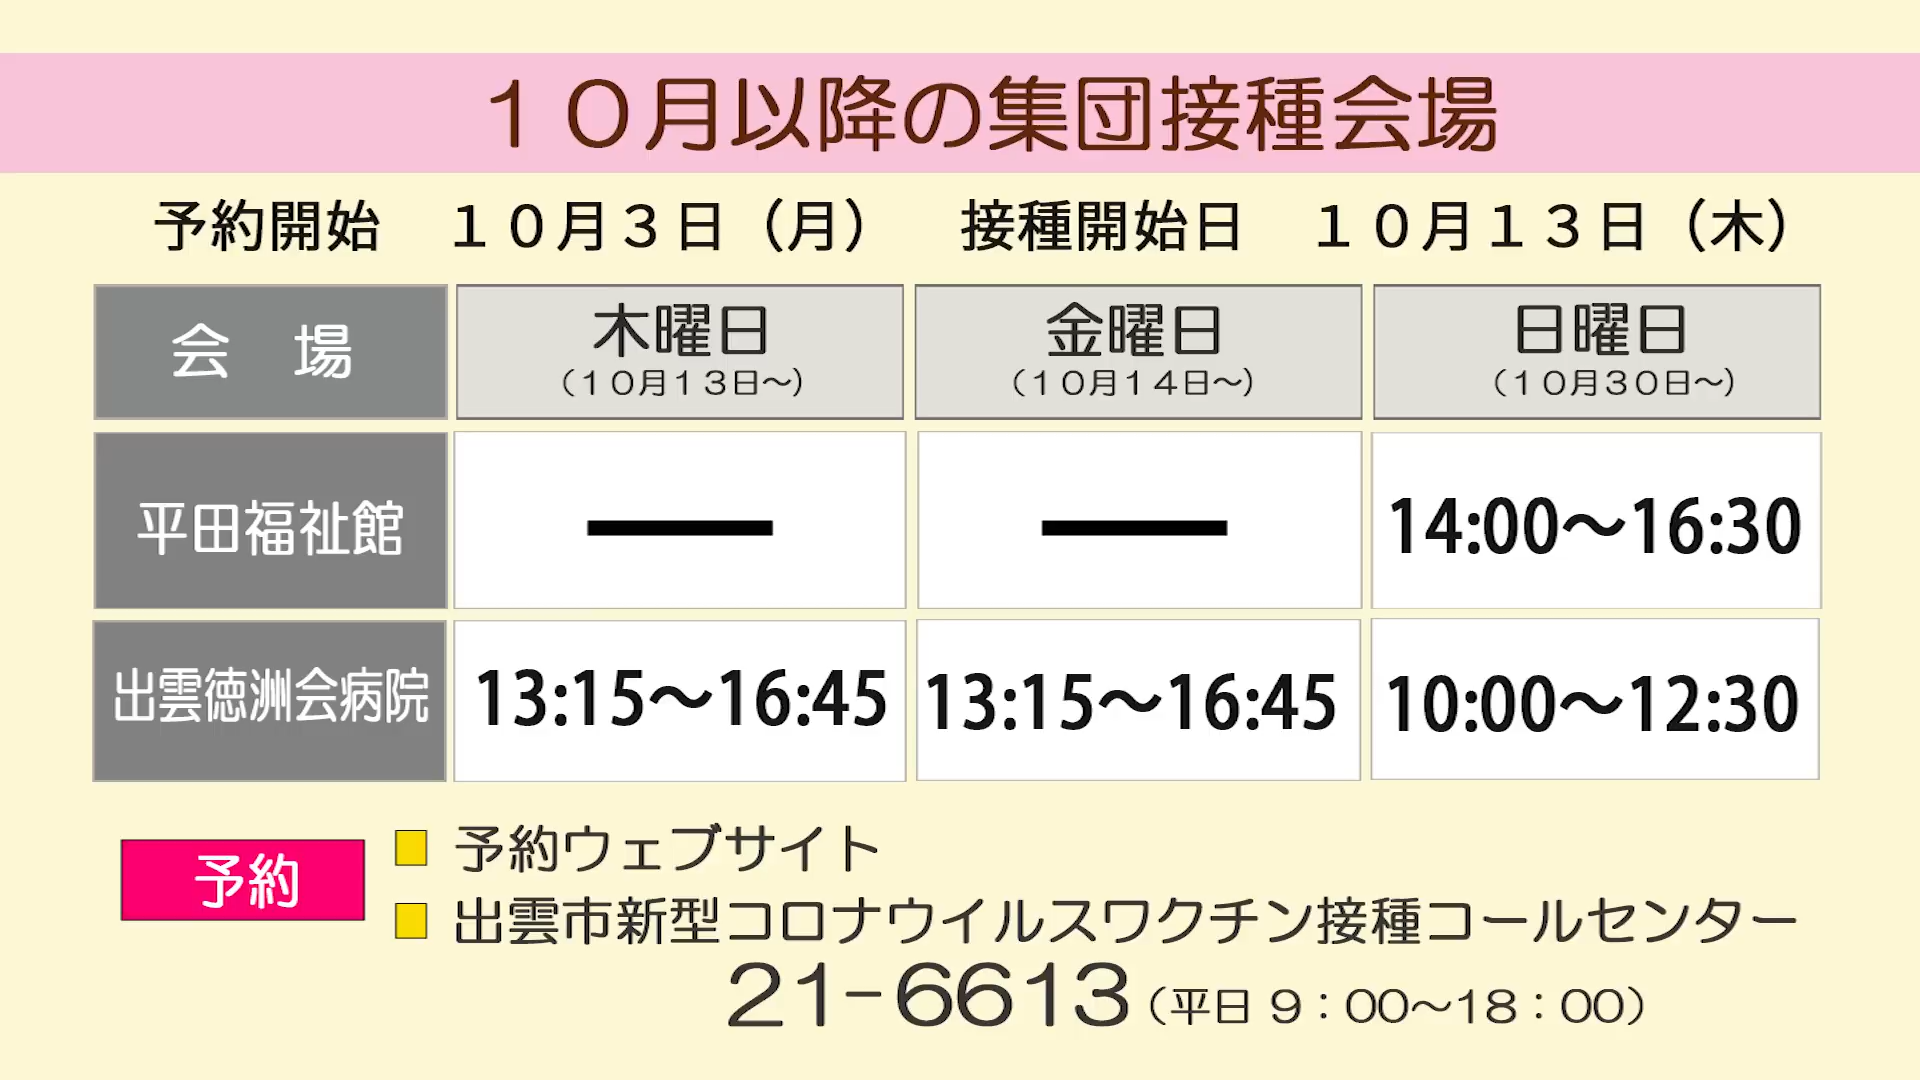 １０月以降の集団接種会場
予約開始　１０月３日（月）　接種開始日　１０月１３日（木）
会　場　木曜日　金曜日　日曜日
（１０月１３日～）　（１０月１４日～）　（１０月３０日～）
平田福祉館　━━　━━　14:00～16:30
出雲徳洲会病院　13:15～16:45　13:15～16:45　10:00～12:30
予約
予約ウェブサイト
出雲市新型コロナウイルスワクチン接種コールセンター
21-6613（平日 9：00～18：00）